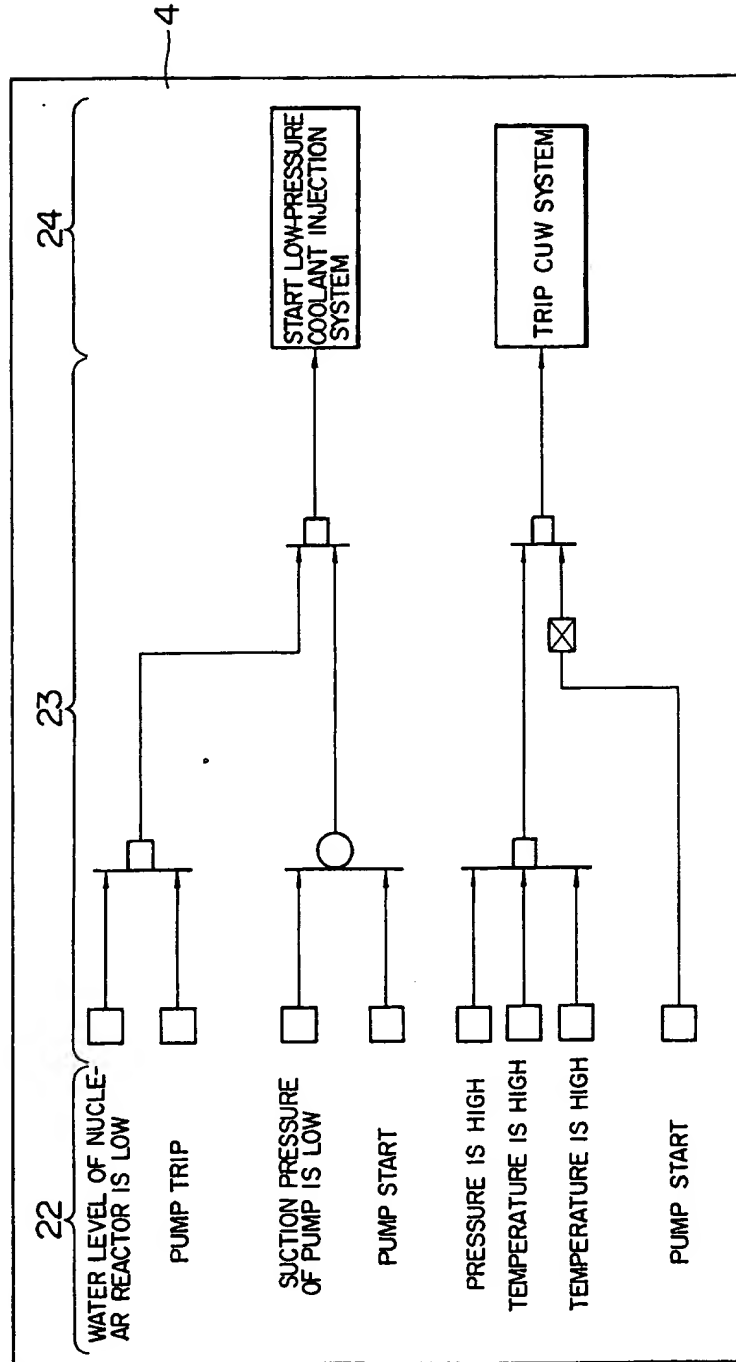 4
22
23
24
WATER LEVEL OF NUCLE-
AR REACTOR IS LOW
PUMP TRIP
SUCTION PRESSURE
OF PUMP IS LOW
PUMP START
PRESSURE IS HIGH
TEMPERATURE IS HIGH
TEMPERATURE IS HIGH
PUMP START
START LOW-PRESSURE
COOLANT INJECTION
SYSTEM
TRIP CUW SYSTEM